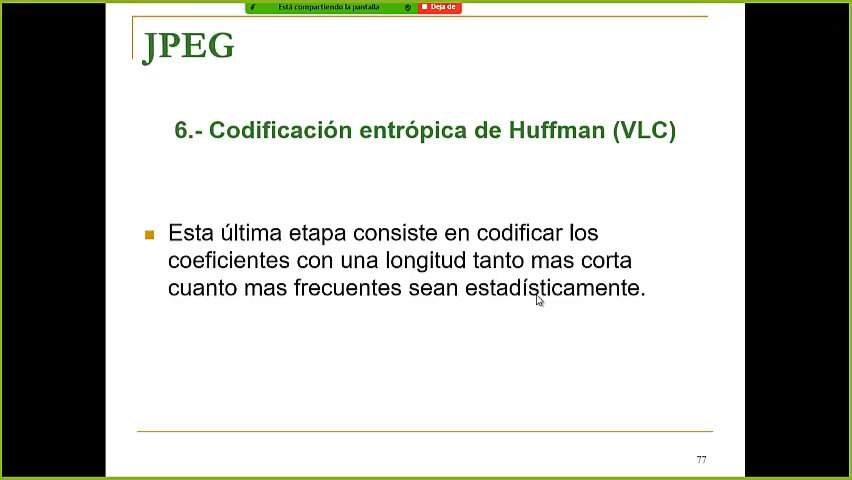 Está compartiendo la pantalla
Deja de
JPEG
6.- Codificación entrópica de Huffman (VLC)
Esta última etapa consiste en codificar los
coeficientes con una longitud tanto mas corta
cuanto mas frecuentes sean estadísticamente.
77